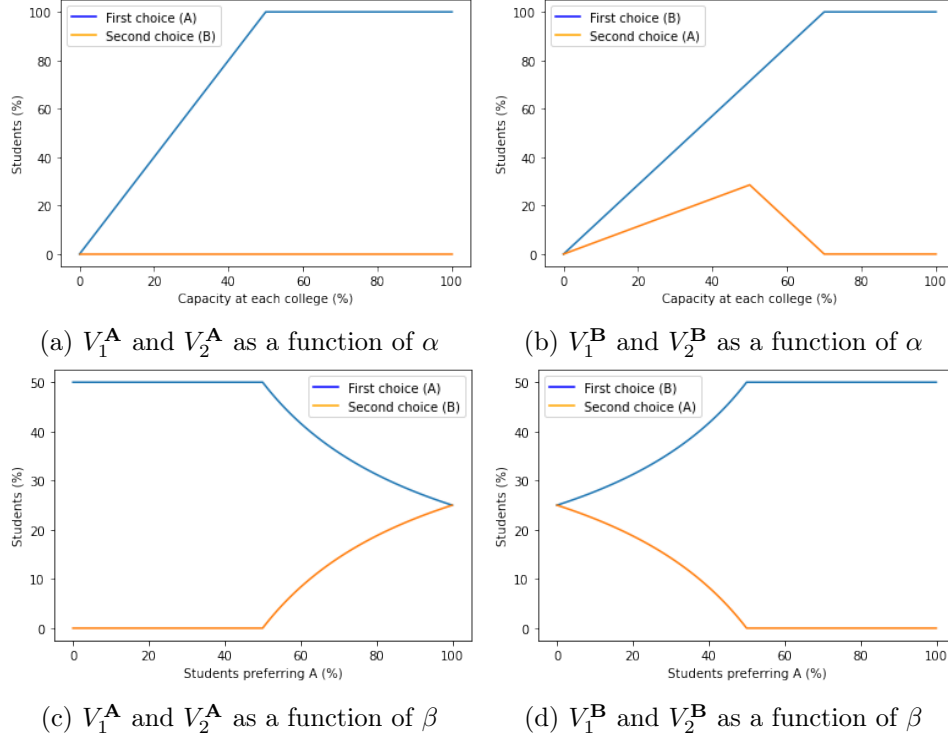 100
80
60
40
20
0
Students (%)
First choice (A)
Second choice (B)
0 20 40 60 80 100
Capacity at each college (%)
(a) V₁ᴬ and V₂ᴬ as a function of α
100
80
60
40
20
0
Students (%)
First choice (B)
Second choice (A)
0 20 40 60 80 100
Capacity at each college (%)
(b) V₁ᴮ and V₂ᴮ as a function of α
50
40
30
20
10
0
Students (%)
First choice (A)
Second choice (B)
0 20 40 60 80 100
Students preferring A (%)
(c) V₁ᴬ and V₂ᴬ as a function of β
50
40
30
20
10
0
Students (%)
First choice (B)
Second choice (A)
0 20 40 60 80 100
Students preferring A (%)
(d) V₁ᴮ and V₂ᴮ as a function of β